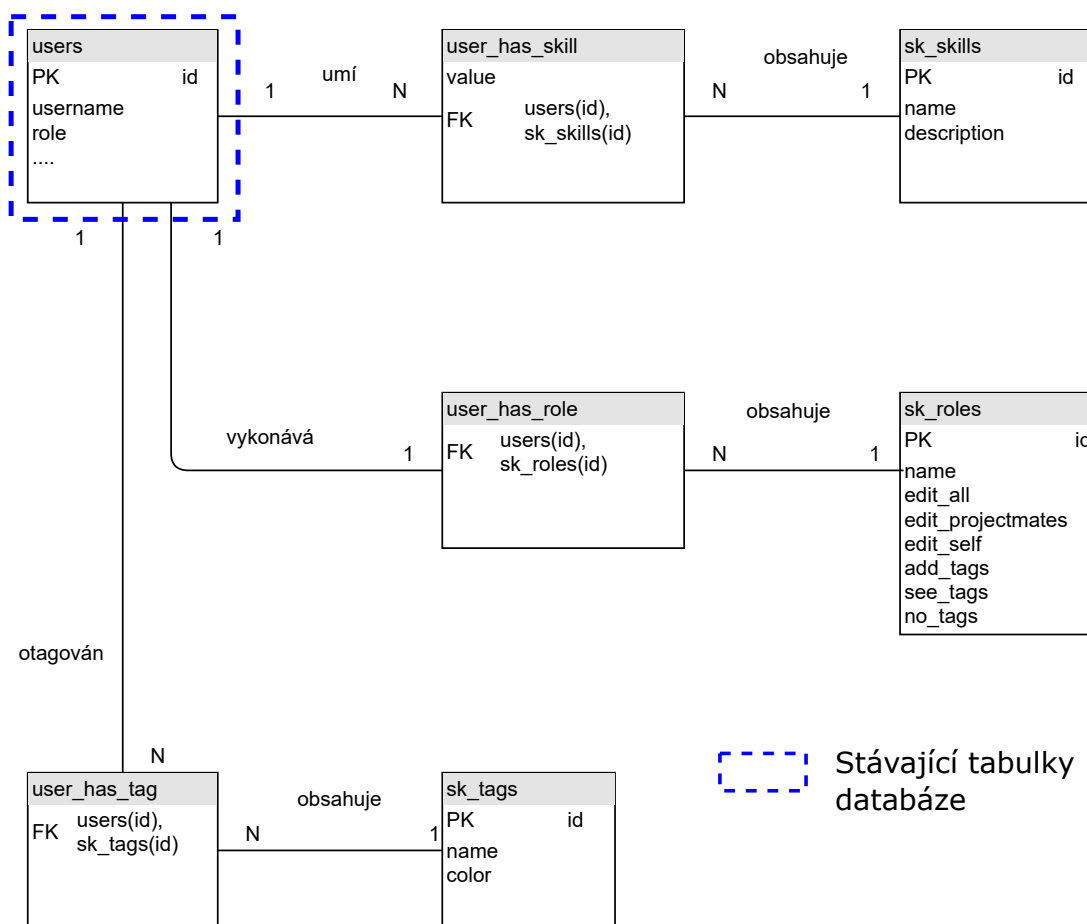 users
PK id
username
role
....
1
umí
N
user_has_skill
value
FK users(id),
sk_skills(id)
N
obsahuje
1
sk_skills
PK id
name
description
1
1
vykonává
1
user_has_role
FK users(id),
sk_roles(id)
N
obsahuje
1
sk_roles
PK id
name
edit_all
edit_projectmates
edit_self
add_tags
see_tags
no_tags
otagován
N
user_has_tag
FK users(id),
sk_tags(id)
N
obsahuje
1
sk_tags
PK id
name
color
Stávající tabulky
databáze